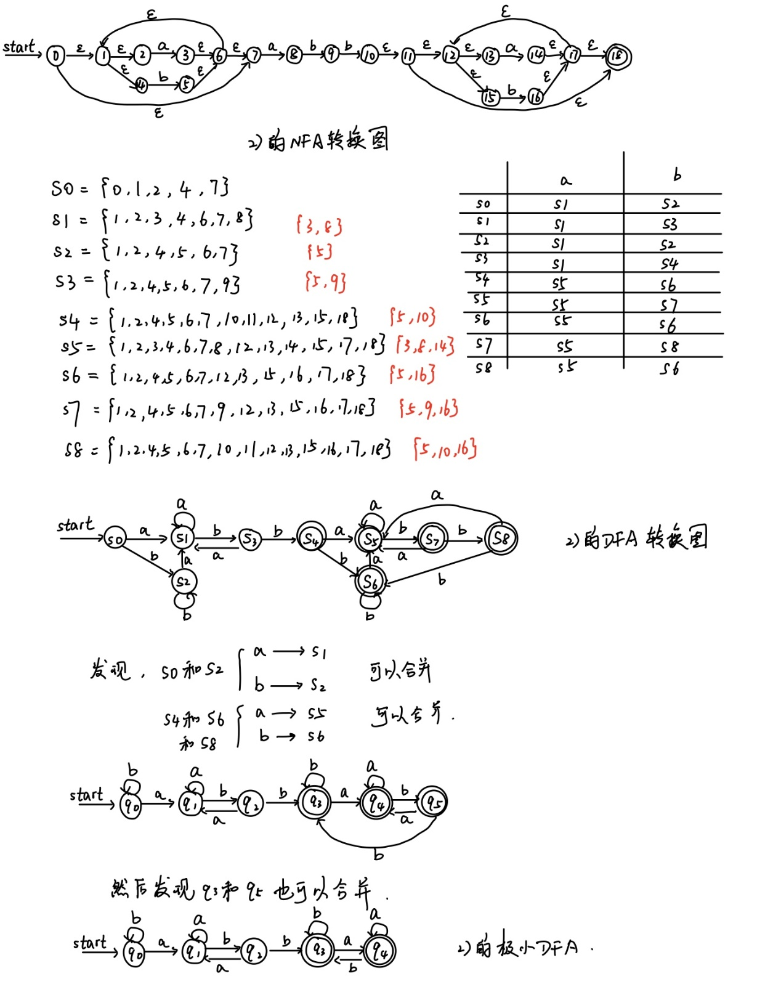 ε ε
start 0 ε 1 ε 2 a 3 ε 6 ε 7 a 8 b 9 b 10 ε 11 ε 12 ε 13 a 14 ε 17 ε 18
ε 4 b 5 ε ε 15 b 16 ε
ε ε
2)的NFA转换图
S0 = {0,1,2,4,7}
S1 = {1,2,3,4,6,7,8} {3,8}
S2 = {1,2,4,5,6,7} {5}
S3 = {1,2,4,5,6,7,9} {5,9}
S4 = {1,2,4,5,6,7,10,11,12,13,15,18} {5,10}
S5 = {1,2,3,4,6,7,8,12,13,14,15,17,18} {3,8,14}
S6 = {1,2,4,5,6,7,12,13,15,16,17,18} {5,16}
S7 = {1,2,4,5,6,7,9,12,13,15,16,17,18} {5,9,16}
S8 = {1,2,4,5,6,7,10,11,12,13,15,16,17,18} {5,10,16}
a b
S0 S1 S2
S1 S1 S3
S2 S1 S2
S3 S1 S4
S4 S5 S6
S5 S5 S7
S6 S5 S6
S7 S5 S8
S8 S5 S6
a a a
start S0 a S1 b S3 b S4 a S5 b S7 b S8
a a
b a b a b
S2 S6
b b
2)的DFA转换图
发现, S0和S2 { a → S1 可以合并
b → S2
S4和S6 { a → S5 可以合并.
和S8 b → S6
b a b a
start q0 a q1 b q2 b q3 a q4 b q5
a a
b
然后发现q3和q5也可以合并.
b a b a
start q0 a q1 b q2 b q3 a q4
a b
2)的极小DFA.